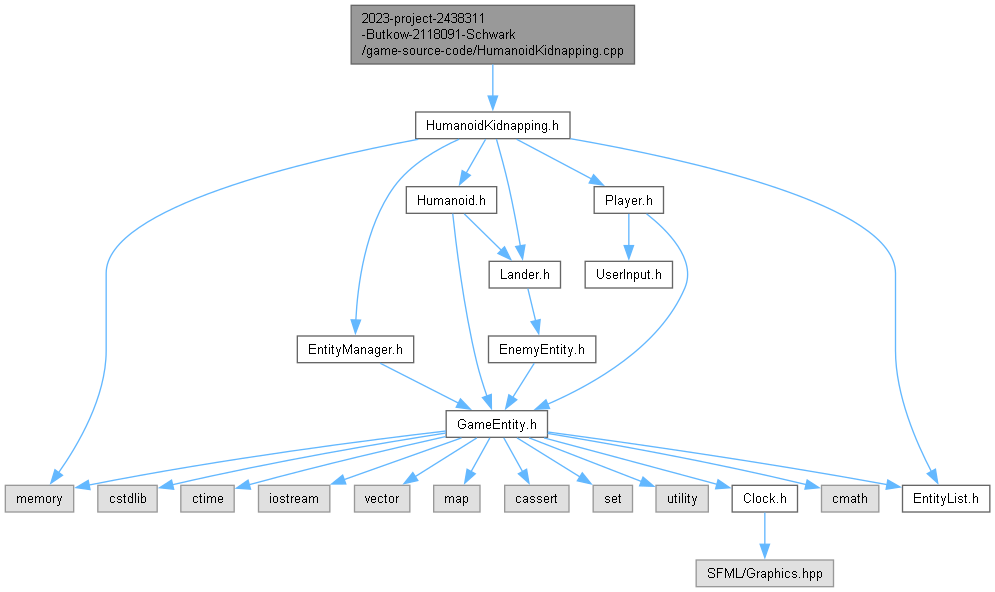 2023-project-2438311
-Butkow-2118091-Schwark
/game-source-code/HumanoidKidnapping.cpp
HumanoidKidnapping.h
Humanoid.h
Player.h
Lander.h
UserInput.h
EntityManager.h
EnemyEntity.h
GameEntity.h
memory
cstdlib
ctime
iostream
vector
map
cassert
set
utility
Clock.h
cmath
EntityList.h
SFML/Graphics.hpp